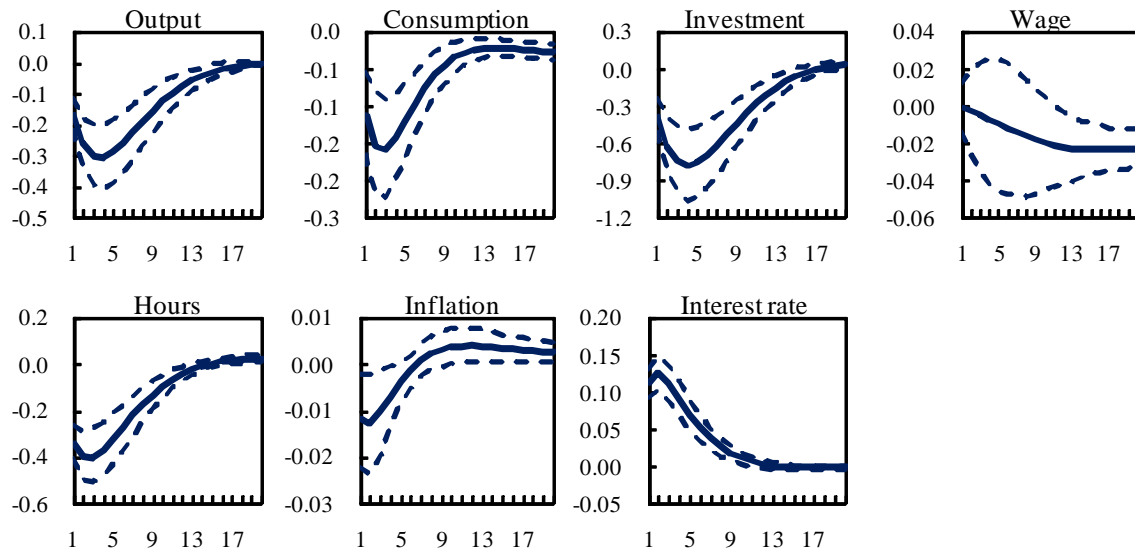 Output
0.1
0.0
-0.1
-0.2
-0.3
-0.4
-0.5
1 5 9 13 17
Consumption
0.0
-0.1
-0.1
-0.2
-0.2
-0.3
1 5 9 13 17
Investment
0.3
0.0
-0.3
-0.6
-0.9
-1.2
1 5 9 13 17
Wage
0.04
0.02
0.00
-0.02
-0.04
-0.06
1 5 9 13 17
Hours
0.2
0.0
-0.2
-0.4
-0.6
1 5 9 13 17
Inflation
0.01
0.00
-0.01
-0.02
-0.03
1 5 9 13 17
Interest rate
0.20
0.15
0.10
0.05
0.00
-0.05
1 5 9 13 17